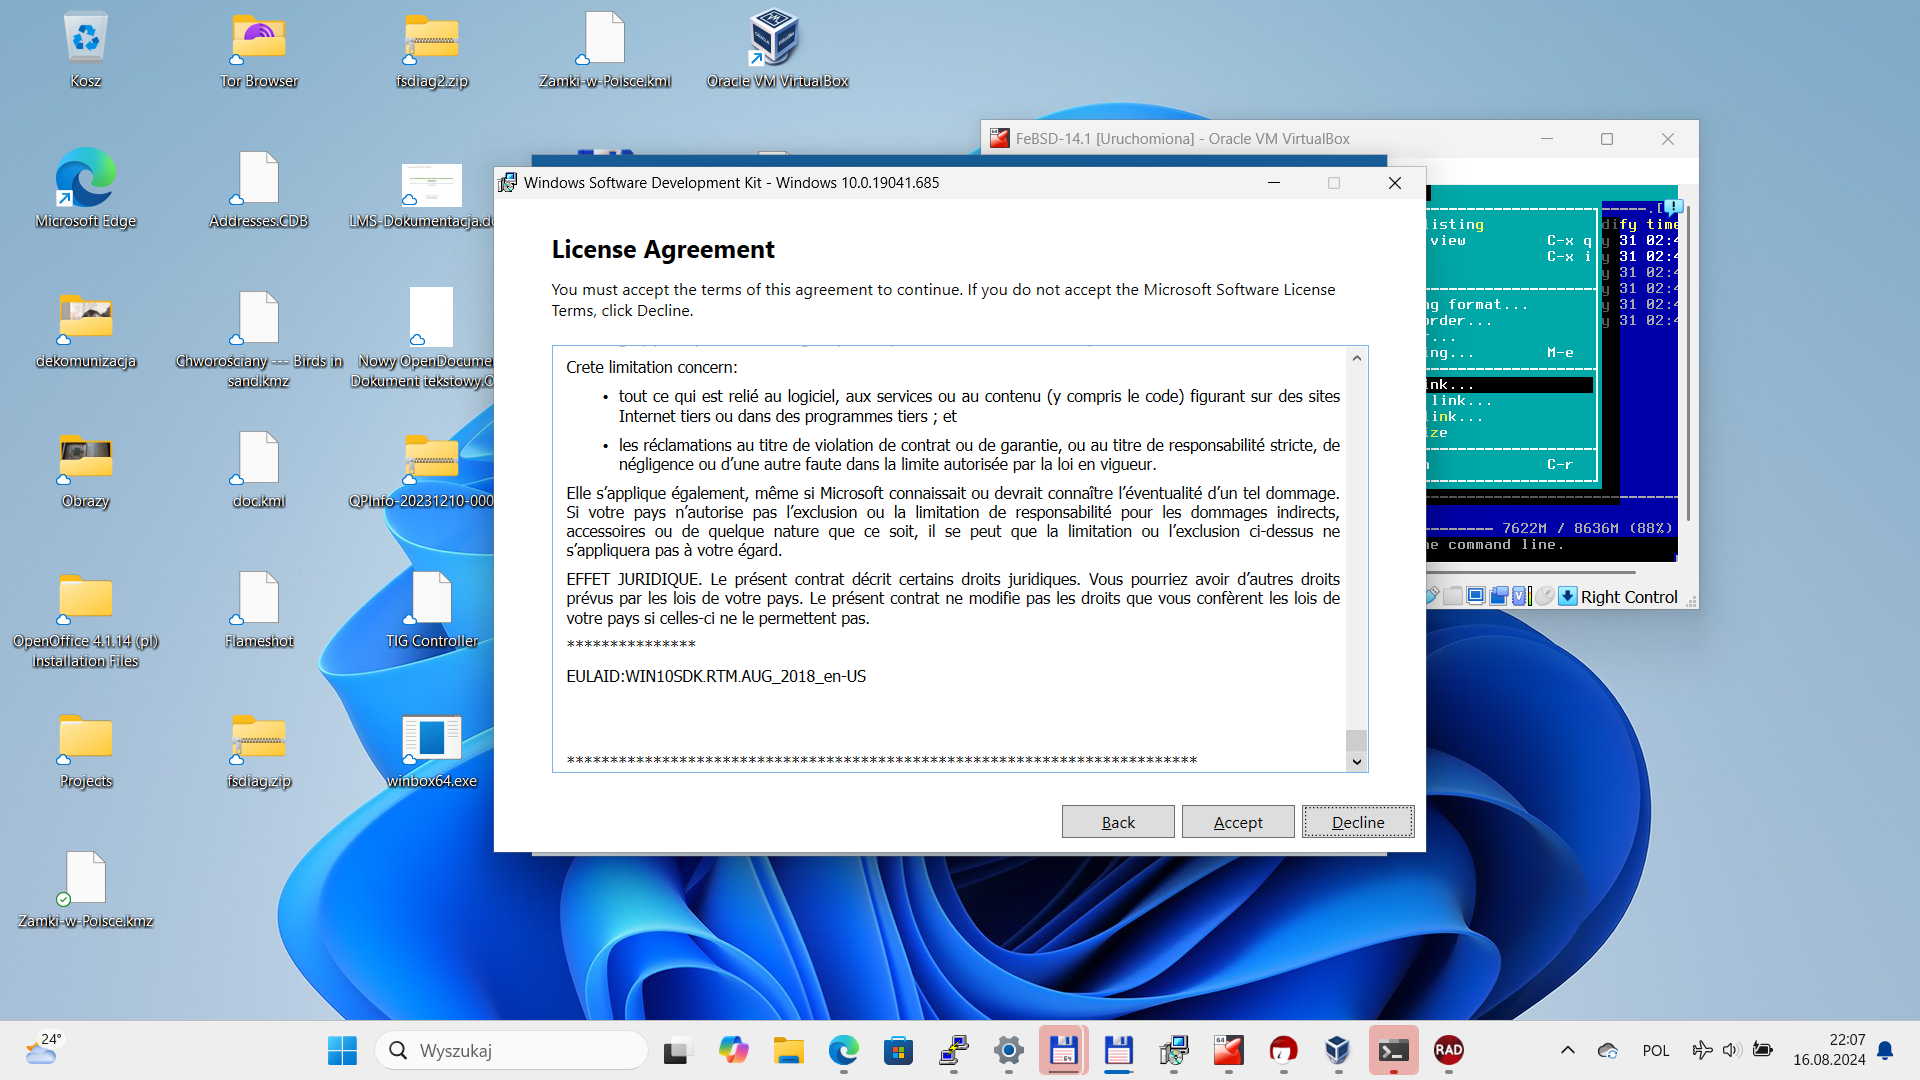 Kosz
Tor Browser
fsdiag2.zip
Zamki-w-Polsce.kml
Oracle VM VirtualBox
Microsoft Edge
Addresses.CDB
LMS-Dokumentacja.
dekomunizacja
Chworościany --- Birds in sand.kmz
Nowy OpenDocume
Dokument tekstowy.
Obrazy
doc.kml
QPInfo-20231210-000
OpenOffice 4.1.14 (pl) Installation Files
Flameshot
TIG Controller
Projects
fsdiag.zip
winbox64.exe
Zamki-w-Polsce.kmz
FeBSD-14.1 [Uruchomiona] - Oracle VM VirtualBox
Windows Software Development Kit - Windows 10.0.19041.685
License Agreement
You must accept the terms of this agreement to continue. If you do not accept the Microsoft Software License
Terms, click Decline.
Crete limitation concern:
• tout ce qui est relié au logiciel, aux services ou au contenu (y compris le code) figurant sur des sites
Internet tiers ou dans des programmes tiers ; et
• les réclamations au titre de violation de contrat ou de garantie, ou au titre de responsabilité stricte, de
négligence ou d’une autre faute dans la limite autorisée par la loi en vigueur.
Elle s’applique également, même si Microsoft connaissait ou devrait connaître l’éventualité d’un tel dommage.
Si votre pays n’autorise pas l’exclusion ou la limitation de responsabilité pour les dommages indirects,
accessoires ou de quelque nature que ce soit, il se peut que la limitation ou l’exclusion ci-dessus ne
s’appliquera pas à votre égard.
EFFET JURIDIQUE. Le présent contrat décrit certains droits juridiques. Vous pourriez avoir d’autres droits
prévus par les lois de votre pays. Le présent contrat ne modifie pas les droits que vous confèrent les lois de
votre pays si celles-ci ne le permettent pas.
***************
EULAID:WIN10SDK.RTM.AUG_2018_en-US
*************************************************************************
Back
Accept
Decline
isting
dify time
view C-x q
y 31 02:4
C-x i
y 31 02:4
y 31 02:4
y 31 02:4
ng format...
y 31 02:4
order...
y 31 02:4
r...
ing... M-e
ink...
link...
link...
ize
n C-r
7622M / 8636M (88%)
he command line.
Right Control
24°
Wyszukaj
64
64
RAD
POL
22:07
16.08.2024